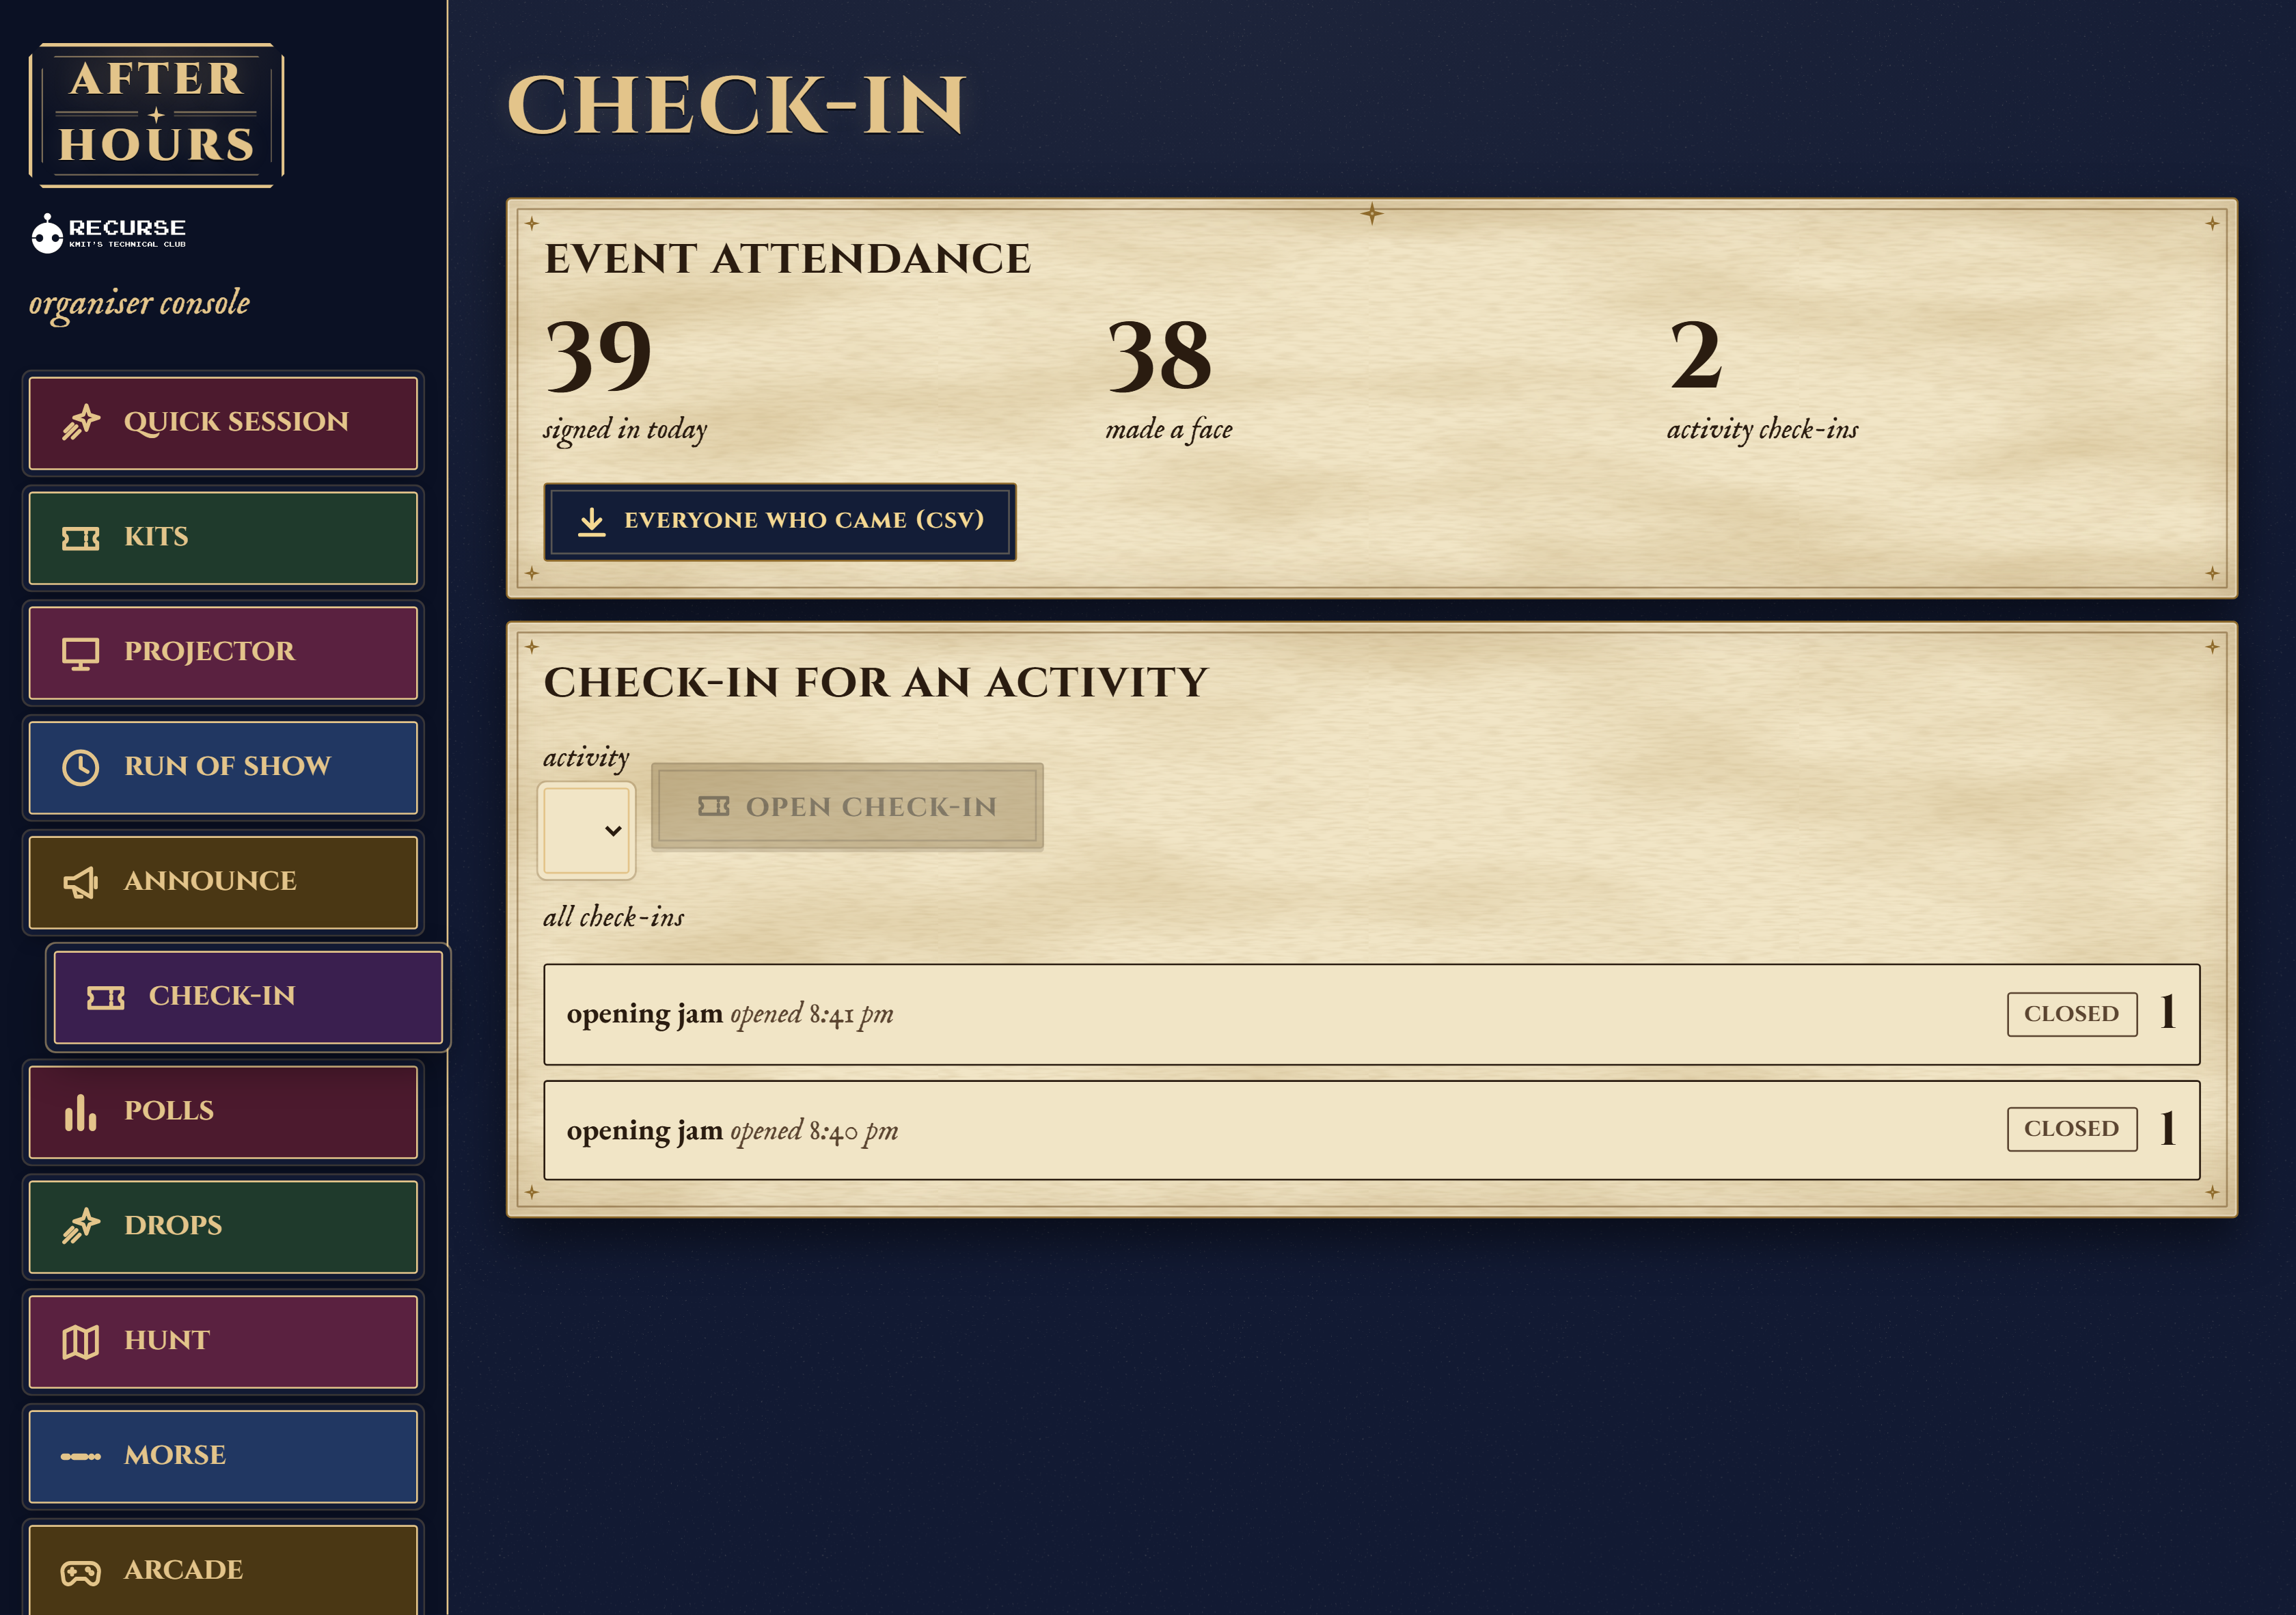 AFTER
HOURS
RECURSE
KMIT'S TECHNICAL CLUB
organiser console
QUICK SESSION
KITS
PROJECTOR
RUN OF SHOW
ANNOUNCE
CHECK-IN
POLLS
DROPS
HUNT
MORSE
ARCADE
CHECK-IN
EVENT ATTENDANCE
39
signed in today
38
made a face
2
activity check-ins
EVERYONE WHO CAME (CSV)
CHECK-IN FOR AN ACTIVITY
activity
OPEN CHECK-IN
all check-ins
opening jam opened 8:41 pm CLOSED 1
opening jam opened 8:40 pm CLOSED 1